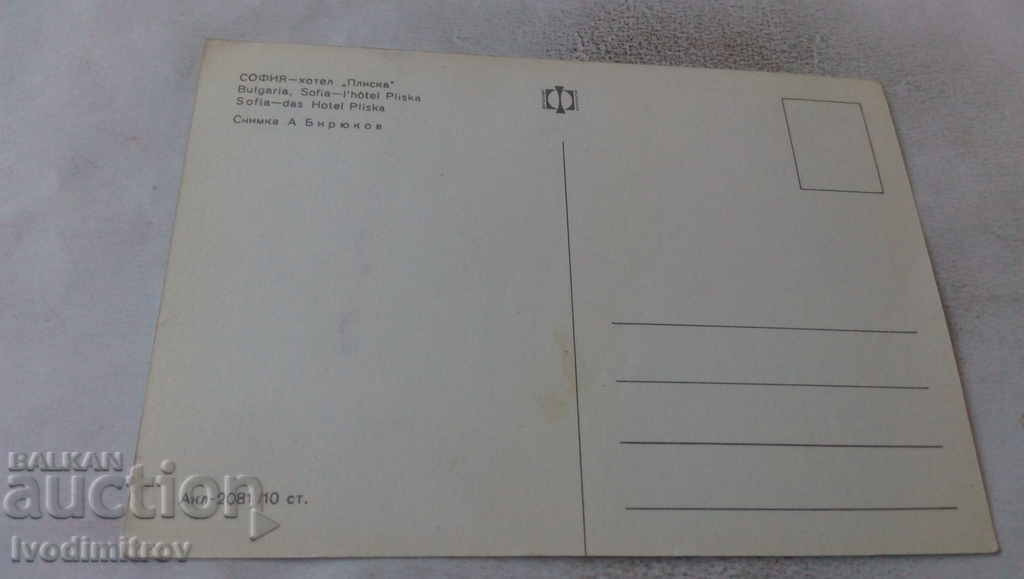 СОФИЯ—хотел „Плиска"
Bulgaria, Sofia—l'hôtel Pliska
Sofia—das Hotel Pliska
Снимка А Бирюков
Акл-2081/10 ст.
BALKAN
auction
Ivodimitrov